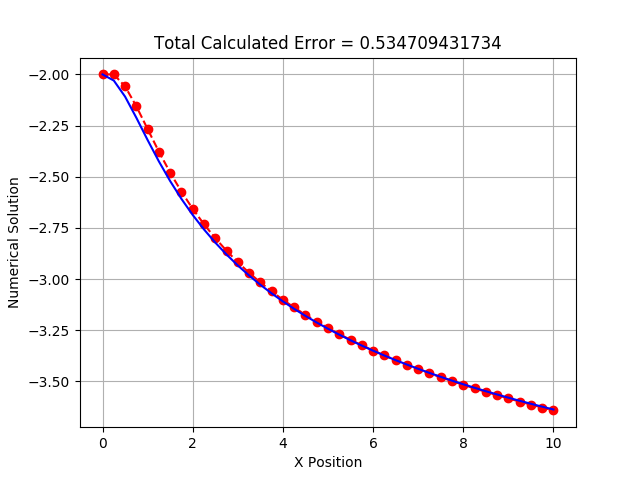 Total Calculated Error = 0.534709431734
−2.00
−2.25
−2.50
−2.75
−3.00
−3.25
−3.50
Numerical Solution
0 2 4 6 8 10
X Position